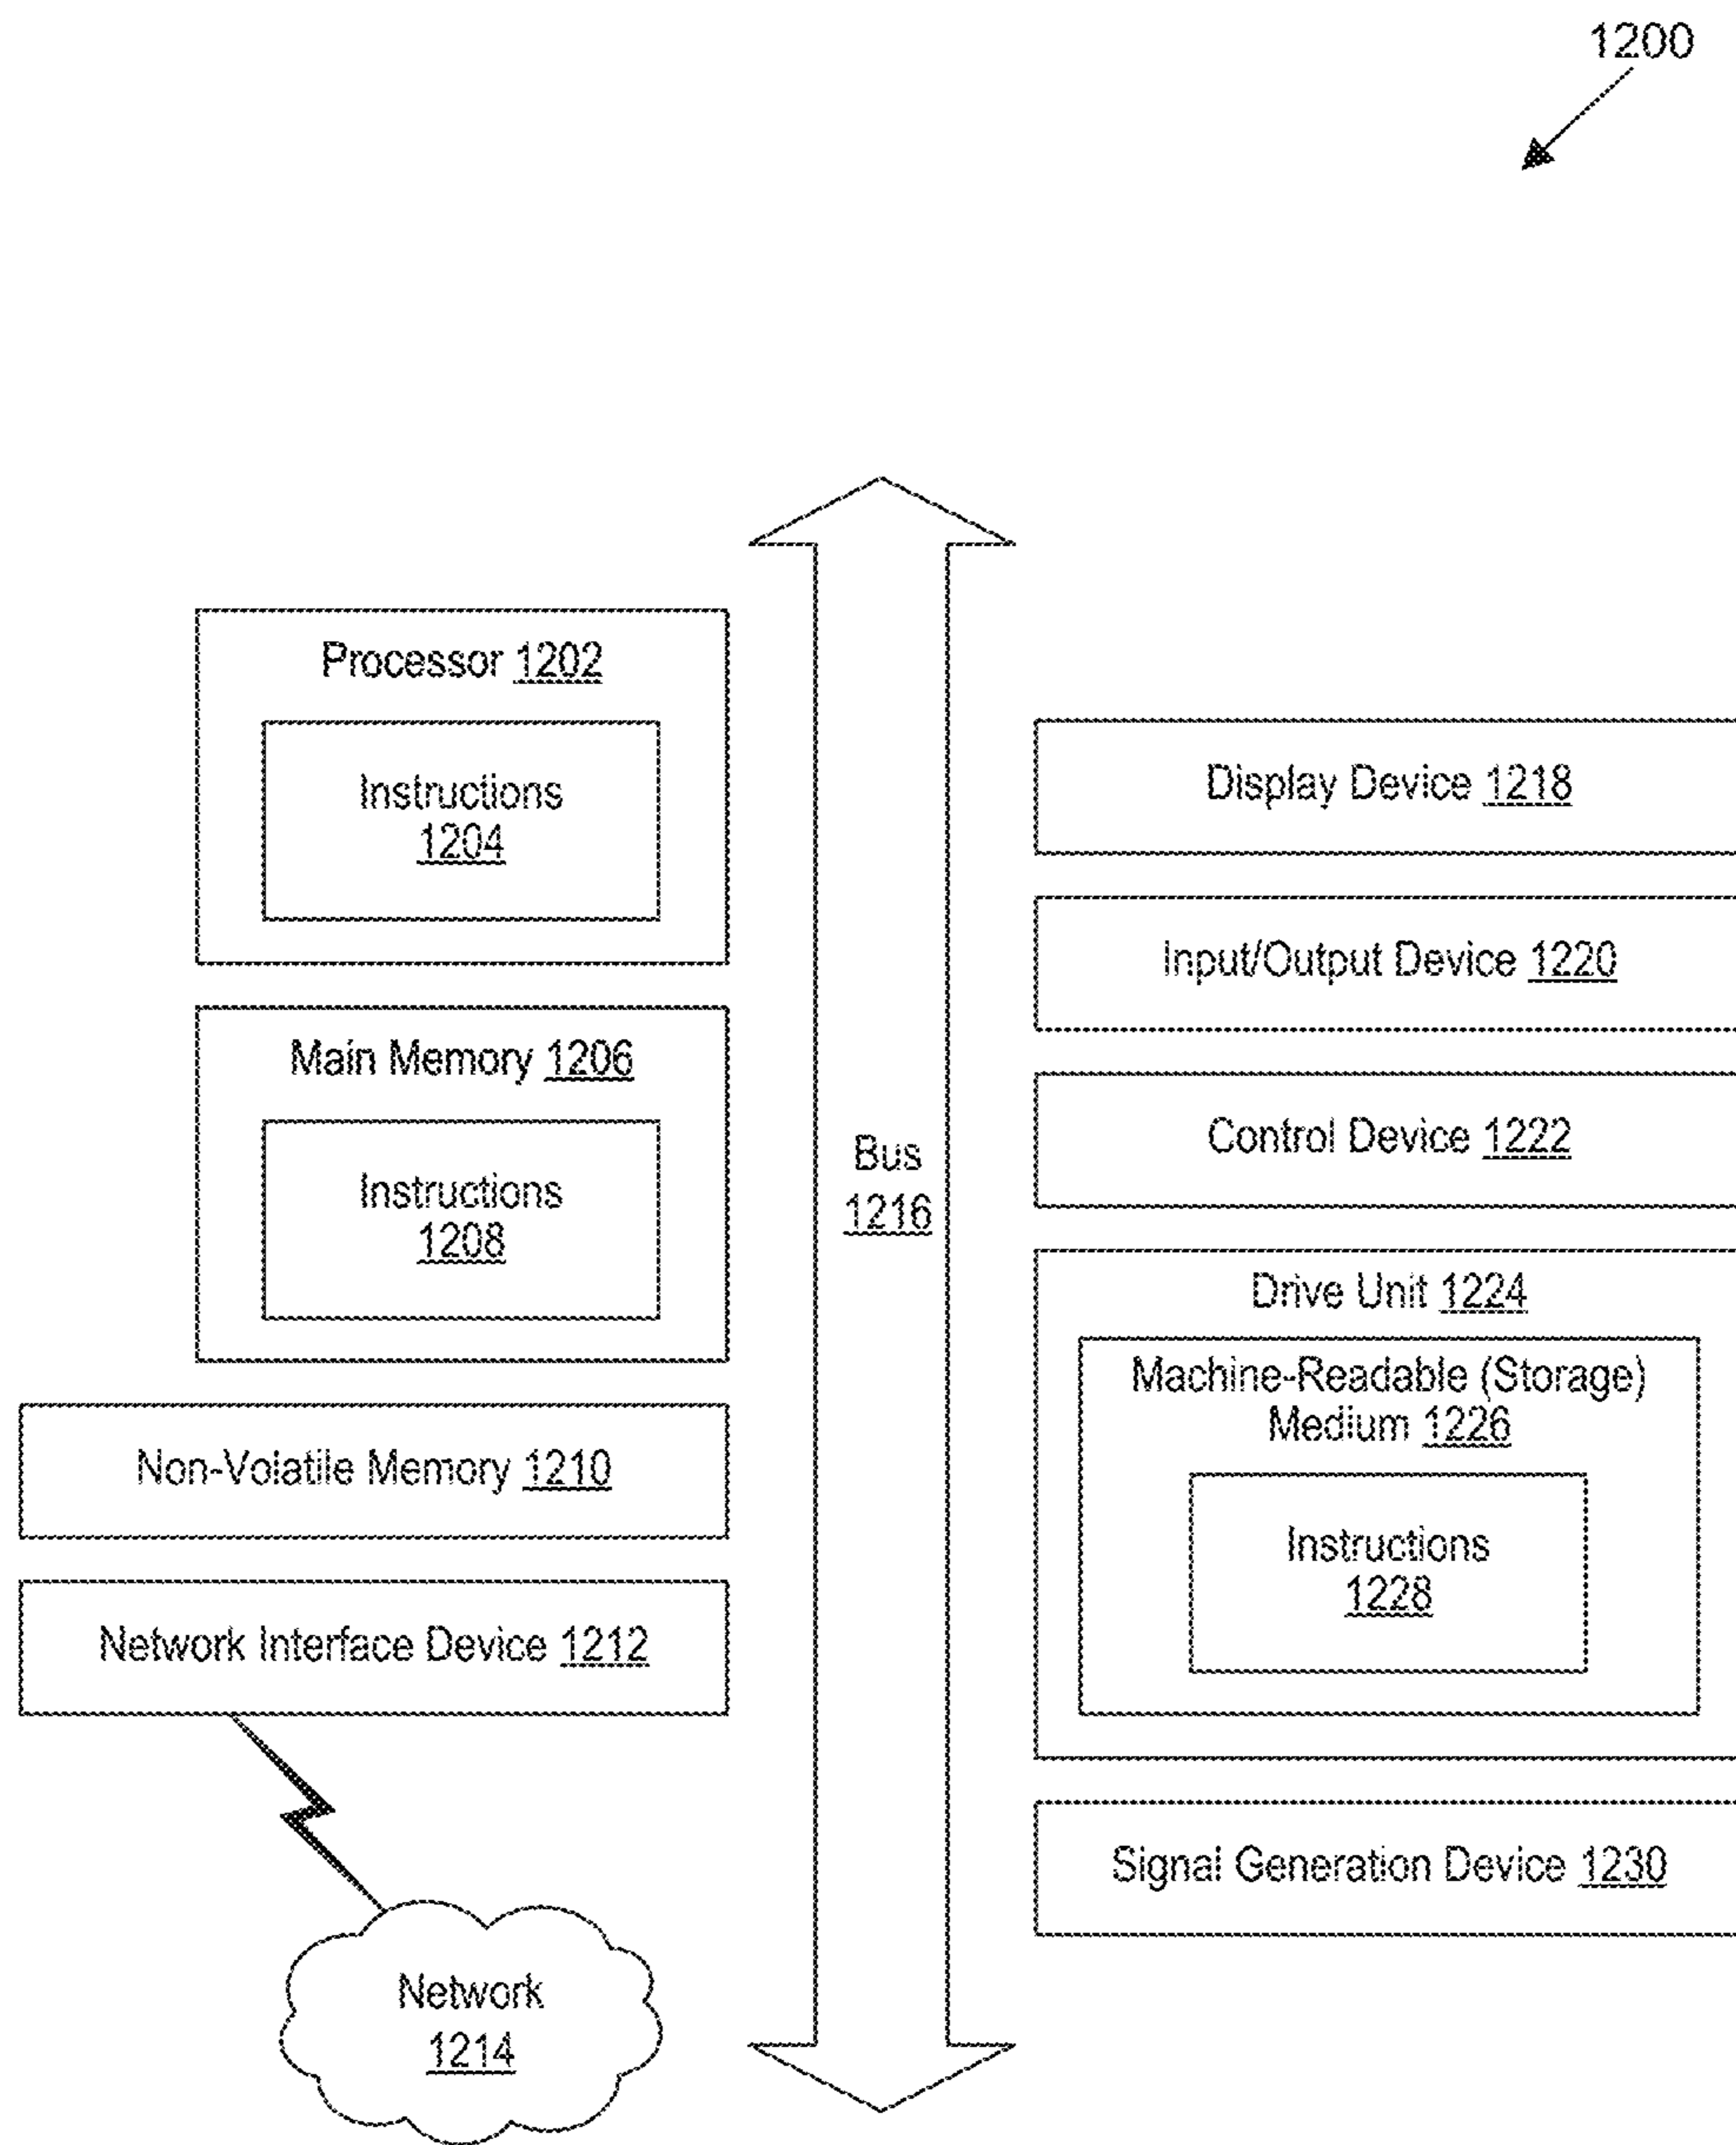 1200
Processor 1202
Instructions
1204
Main Memory 1206
Instructions
1208
Non-Volatile Memory 1210
Network Interface Device 1212
Network
1214
Bus
1216
Display Device 1218
Input/Output Device 1220
Control Device 1222
Drive Unit 1224
Machine-Readable (Storage)
Medium 1226
Instructions
1228
Signal Generation Device 1230